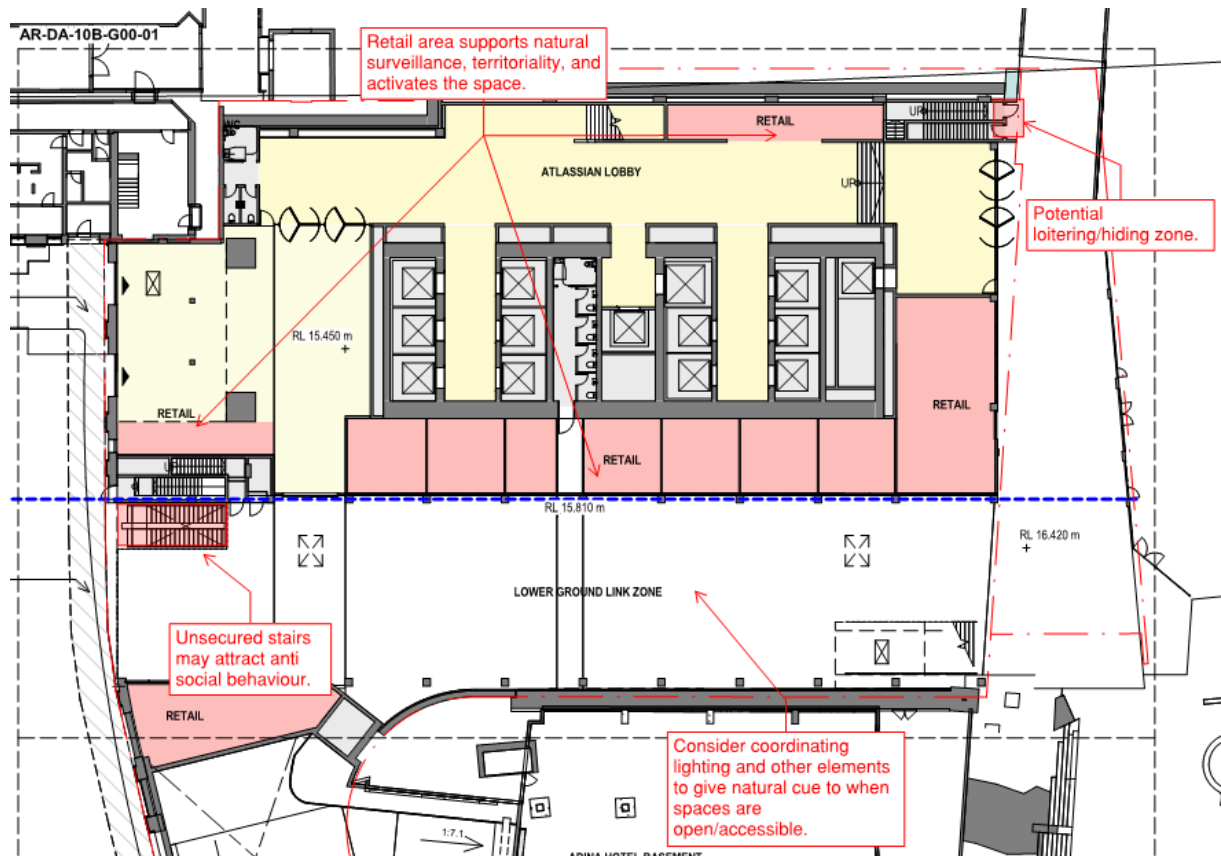 AR-DA-10B-G00-01
Retail area supports natural
surveillance, territoriality, and
activates the space.
WC
RETAIL
UP
ATLASSIAN LOBBY
UP
Potential
loitering/hiding zone.
RL 15.450 m
RETAIL
RETAIL
RETAIL
UP
RL 15.810 m
RL 16.420 m
LOWER GROUND LINK ZONE
Unsecured stairs
may attract anti
social behaviour.
RETAIL
Consider coordinating
lighting and other elements
to give natural cue to when
spaces are
open/accessible.
1:7.1
ADINA HOTEL BASEMENT